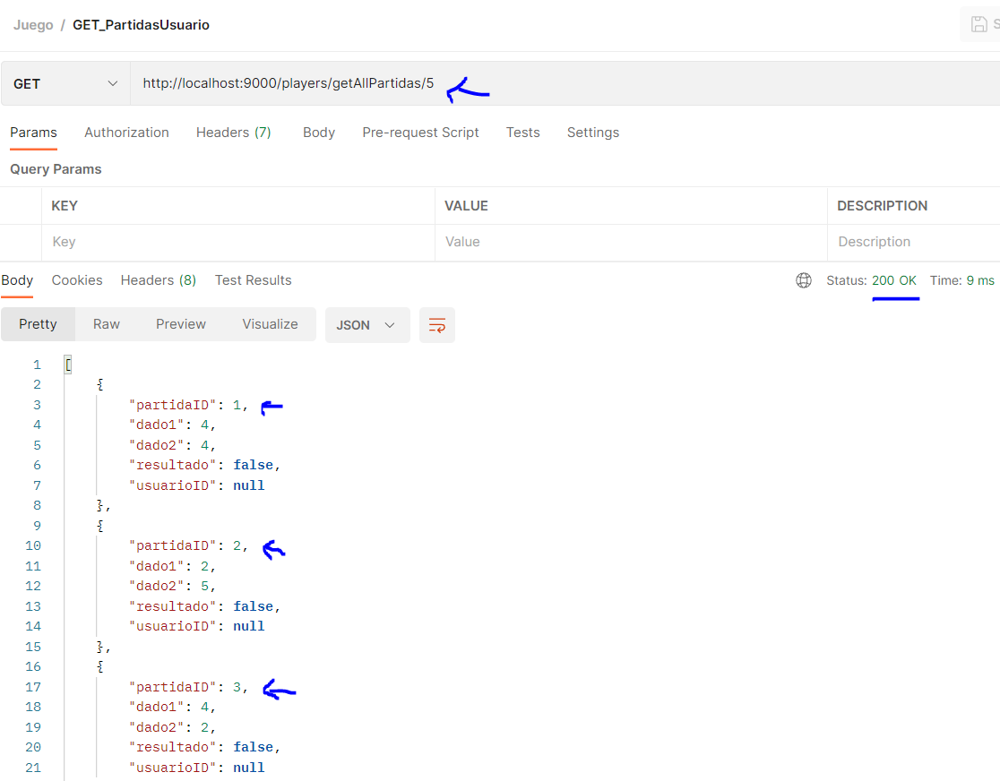 Juego / GET_PartidasUsuario
S
GET http://localhost:9000/players/getAllPartidas/5
Params Authorization Headers (7) Body Pre-request Script Tests Settings
Query Params
KEY VALUE DESCRIPTION
Key Value Description
Body Cookies Headers (8) Test Results Status: 200 OK Time: 9 ms
Pretty Raw Preview Visualize JSON
1 [
2 {
3 "partidaID": 1,
4 "dado1": 4,
5 "dado2": 4,
6 "resultado": false,
7 "usuarioID": null
8 },
9 {
10 "partidaID": 2,
11 "dado1": 2,
12 "dado2": 5,
13 "resultado": false,
14 "usuarioID": null
15 },
16 {
17 "partidaID": 3,
18 "dado1": 4,
19 "dado2": 2,
20 "resultado": false,
21 "usuarioID": null